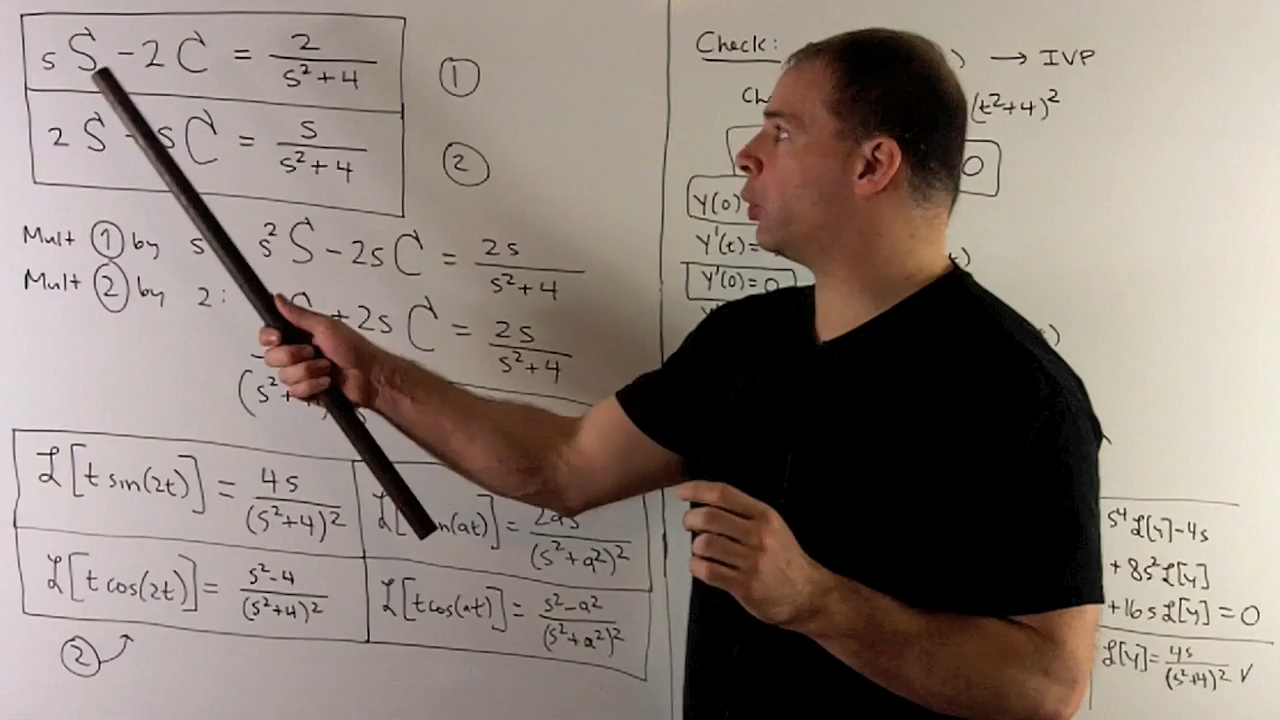 sS - 2C = 2/(s²+4) ①
2S - sC = s/(s²+4) ②
Mult ① by s s²S - 2sC = 2s/(s²+4)
Mult ② by 2: +2sC = 2s/(s²+4)
(s²+
ℒ[t sin(2t)] = 4s/(s²+4)²
ℒ[ n(at)] = 2as/(s²+a²)²
ℒ[t cos(2t)] = s²-4/(s²+4)²
ℒ[t cos(at)] = s²-a²/(s²+a²)²
②
Check: ) → IVP
(t²+4)²
0
Y(0)
Y'(t) = t)
Y'(0) = 0
)
s⁴ℒ[y]-4s
+8s²ℒ[y]
+16sℒ[y] = 0
ℒ[y] = 4s/(s²+4)² ✓